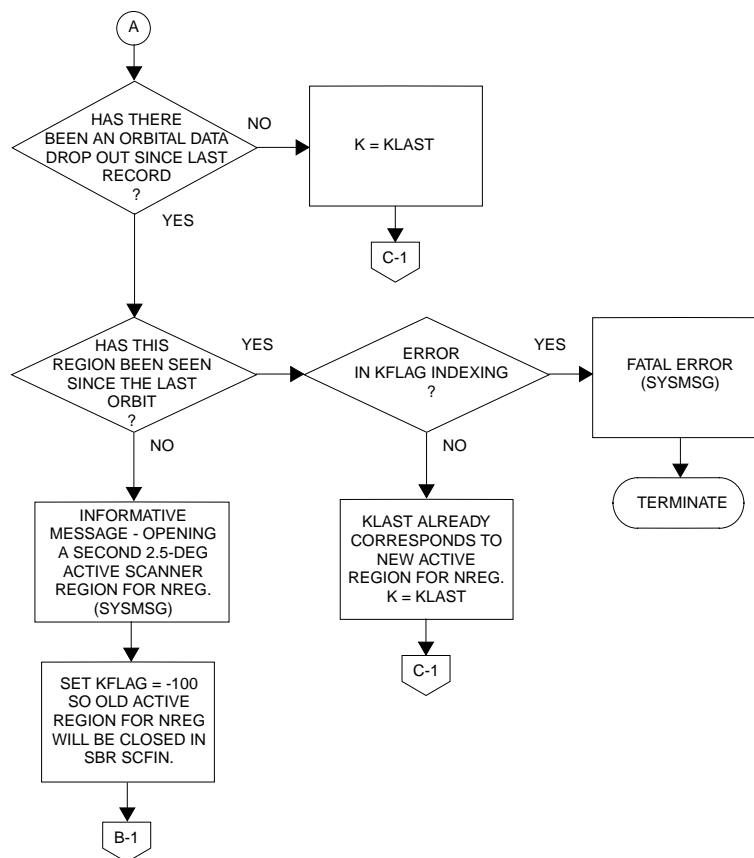 A
HAS THERE
BEEN AN ORBITAL DATA
DROP OUT SINCE LAST
RECORD
?
NO
YES
K = KLAST
C-1
HAS THIS
REGION BEEN SEEN
SINCE THE LAST
ORBIT
?
YES
NO
ERROR
IN KFLAG INDEXING
?
YES
NO
FATAL ERROR
(SYSMSG)
TERMINATE
INFORMATIVE
MESSAGE - OPENING
A SECOND 2.5-DEG
ACTIVE SCANNER
REGION FOR NREG.
(SYSMSG)
KLAST ALREADY
CORRESPONDS TO
NEW ACTIVE
REGION FOR NREG.
K = KLAST
C-1
SET KFLAG = -100
SO OLD ACTIVE
REGION FOR NREG
WILL BE CLOSED IN
SBR SCFIN.
B-1